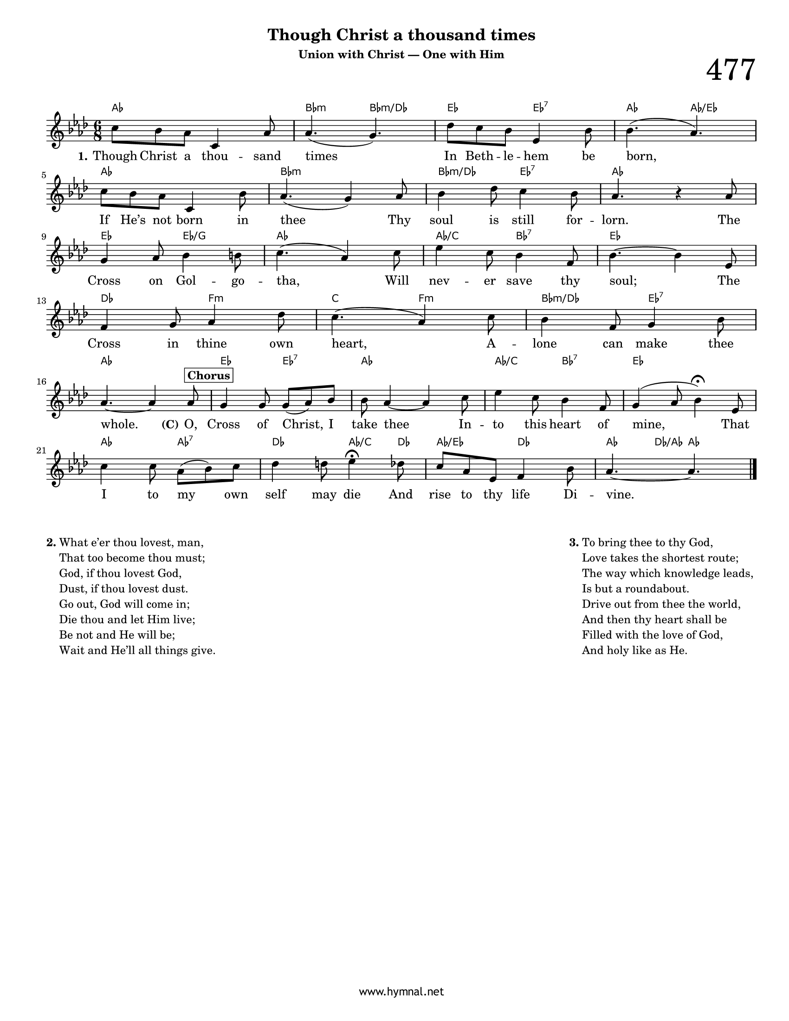 Though Christ a thousand times
Union with Christ — One with Him
477
A♭ B♭m B♭m/D♭ E♭ E♭7 A♭ A♭/E♭
1. Though Christ a thou - sand times In Beth - le - hem be born,
5
A♭ B♭m B♭m/D♭ E♭7 A♭
If He's not born in thee Thy soul is still for - lorn. The
9
E♭ E♭/G A♭ A♭/C B♭7 E♭
Cross on Gol - go - tha, Will nev - er save thy soul; The
13
D♭ Fm C Fm B♭m/D♭ E♭7
Cross in thine own heart, A - lone can make thee
A♭ E♭ E♭7 A♭ A♭/C B♭7 E♭
Chorus
16
whole. (C) O, Cross of Christ, I take thee In - to this heart of mine, That
21
A♭ A♭7 D♭ A♭/C D♭ A♭/E♭ D♭ A♭ D♭/A♭ A♭
I to my own self may die And rise to thy life Di - vine.
2. What e'er thou lovest, man,
That too become thou must;
God, if thou lovest God,
Dust, if thou lovest dust.
Go out, God will come in;
Die thou and let Him live;
Be not and He will be;
Wait and He'll all things give.
3. To bring thee to thy God,
Love takes the shortest route;
The way which knowledge leads,
Is but a roundabout.
Drive out from thee the world,
And then thy heart shall be
Filled with the love of God,
And holy like as He.
www.hymnal.net